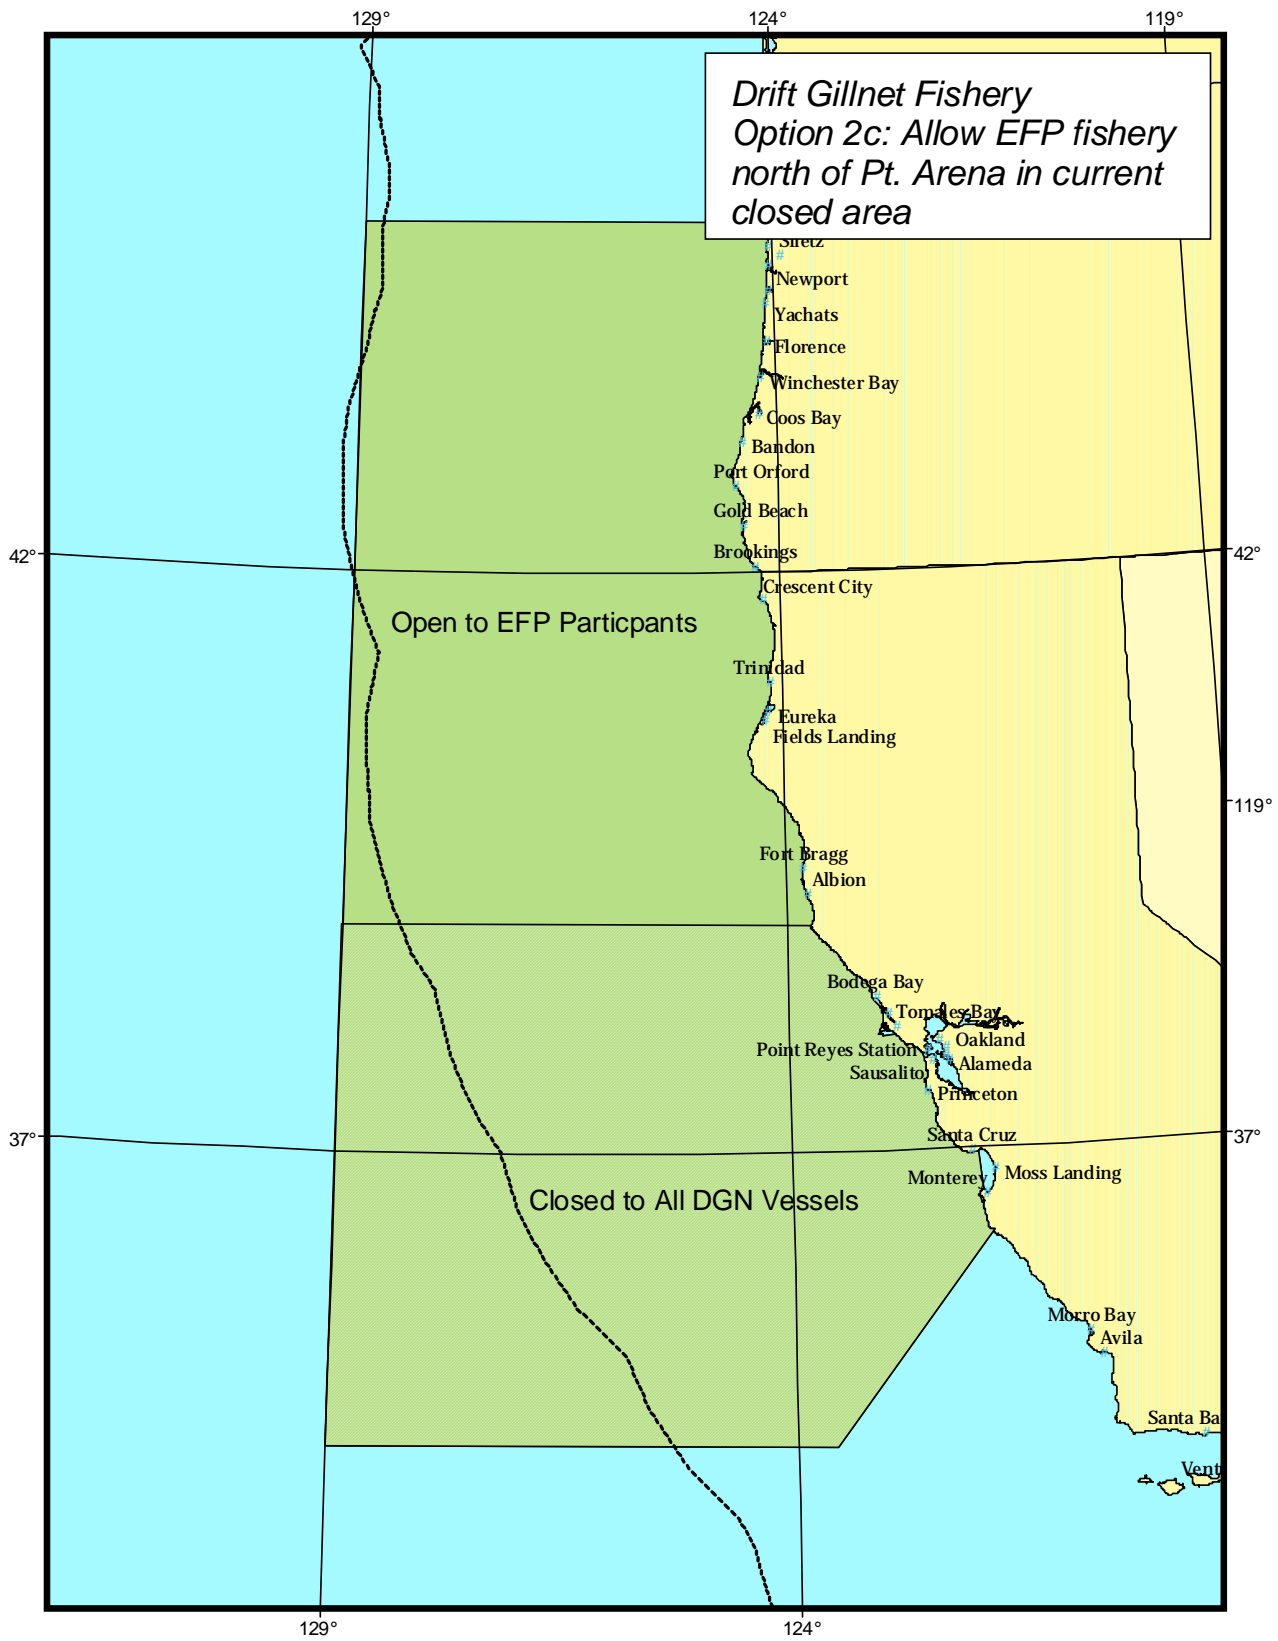 129°
124°
119°
Drift Gillnet Fishery
Option 2c: Allow EFP fishery
north of Pt. Arena in current
closed area
Siletz
Newport
Yachats
Florence
Winchester Bay
Coos Bay
Bandon
Port Orford
Gold Beach
Brookings
42°
42°
Crescent City
Open to EFP Particpants
Trinidad
Eureka
Fields Landing
119°
Fort Bragg
Albion
Bodega Bay
Tomales Bay
Oakland
Point Reyes Station
Alameda
Sausalito
Princeton
Santa Cruz
37°
37°
Moss Landing
Monterey
Closed to All DGN Vessels
Morro Bay
Avila
Santa Ba
Vent
129°
124°